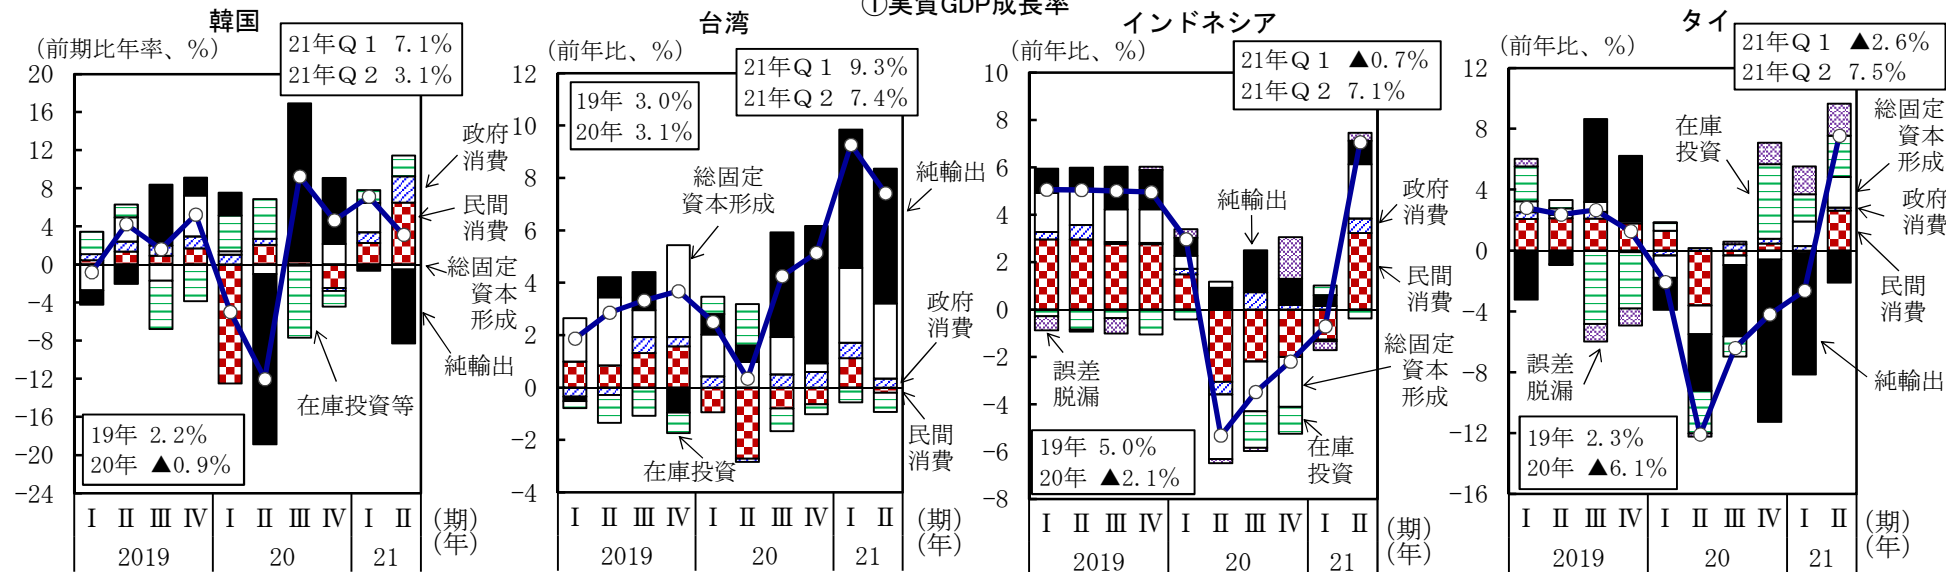 ①実質GDP成長率
韓国
(前期比年率、%)
21年Q1 7.1%
21年Q2 3.1%
20
16
12
8
4
0
-4
-8
-12
-16
-20
-24
政府
消費
民間
消費
総固定
資本
形成
純輸出
在庫投資等
19年 2.2%
20年 ▲0.9%
Ⅰ Ⅱ Ⅲ Ⅳ Ⅰ Ⅱ Ⅲ Ⅳ Ⅰ Ⅱ (期)
2019 20 21 (年)
台湾
(前年比、%)
21年Q1 9.3%
21年Q2 7.4%
19年 3.0%
20年 3.1%
12
10
8
6
4
2
0
-2
-4
総固定
資本形成
純輸出
政府
消費
民間
消費
在庫投資
Ⅰ Ⅱ Ⅲ Ⅳ Ⅰ Ⅱ Ⅲ Ⅳ Ⅰ Ⅱ (期)
2019 20 21 (年)
インドネシア
(前年比、%)
21年Q1 ▲0.7%
21年Q2 7.1%
10
8
6
4
2
0
-2
-4
-6
-8
純輸出
政府
消費
民間
消費
誤差
脱漏
総固定
資本
形成
在庫
投資
19年 5.0%
20年 ▲2.1%
Ⅰ Ⅱ Ⅲ Ⅳ Ⅰ Ⅱ Ⅲ Ⅳ Ⅰ Ⅱ (期)
2019 20 21 (年)
タイ
(前年比、%)
21年Q1 ▲2.6%
21年Q2 7.5%
12
8
4
0
-4
-8
-12
-16
在庫
投資
総固定
資本
形成
政府
消費
民間
消費
誤差
脱漏
純輸出
19年 2.3%
20年 ▲6.1%
Ⅰ Ⅱ Ⅲ Ⅳ Ⅰ Ⅱ Ⅲ Ⅳ Ⅰ Ⅱ (期)
2019 20 21 (年)